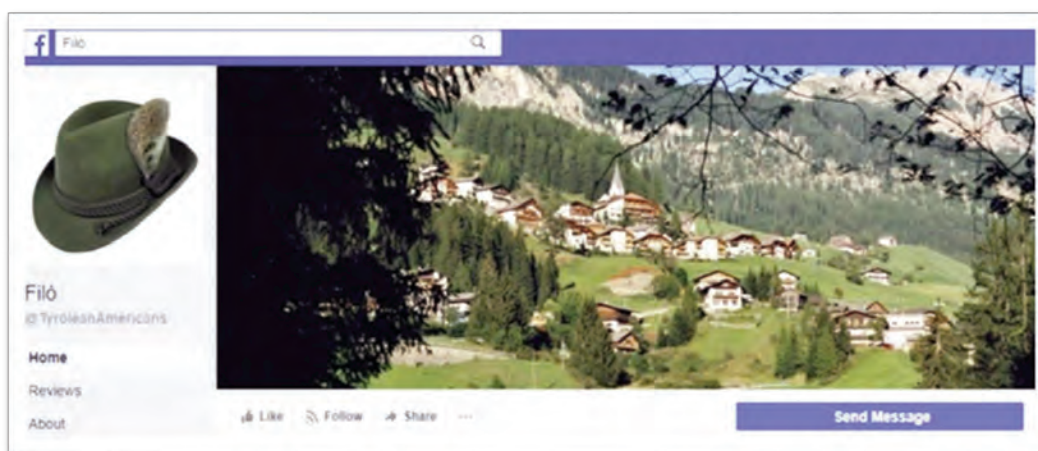 f Filò
Filò
@TyroleanAmericans
Home
Reviews
About
Like Follow Share ...
Send Message